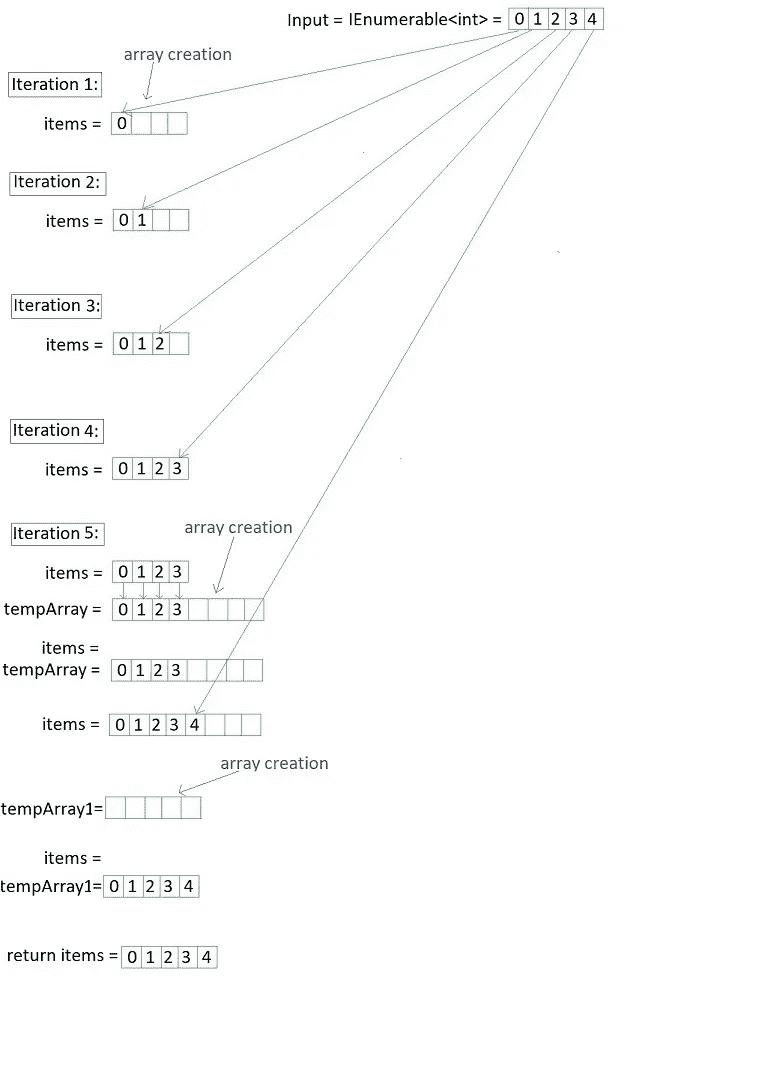 Input = IEnumerable<int> = 0 1 2 3 4
array creation
Iteration 1:
items = 0
Iteration 2:
items = 0 1
Iteration 3:
items = 0 1 2
Iteration 4:
items = 0 1 2 3
Iteration 5:
array creation
items = 0 1 2 3
tempArray = 0 1 2 3
items =
tempArray = 0 1 2 3
items = 0 1 2 3 4
array creation
tempArray1=
items =
tempArray1= 0 1 2 3 4
return items = 0 1 2 3 4